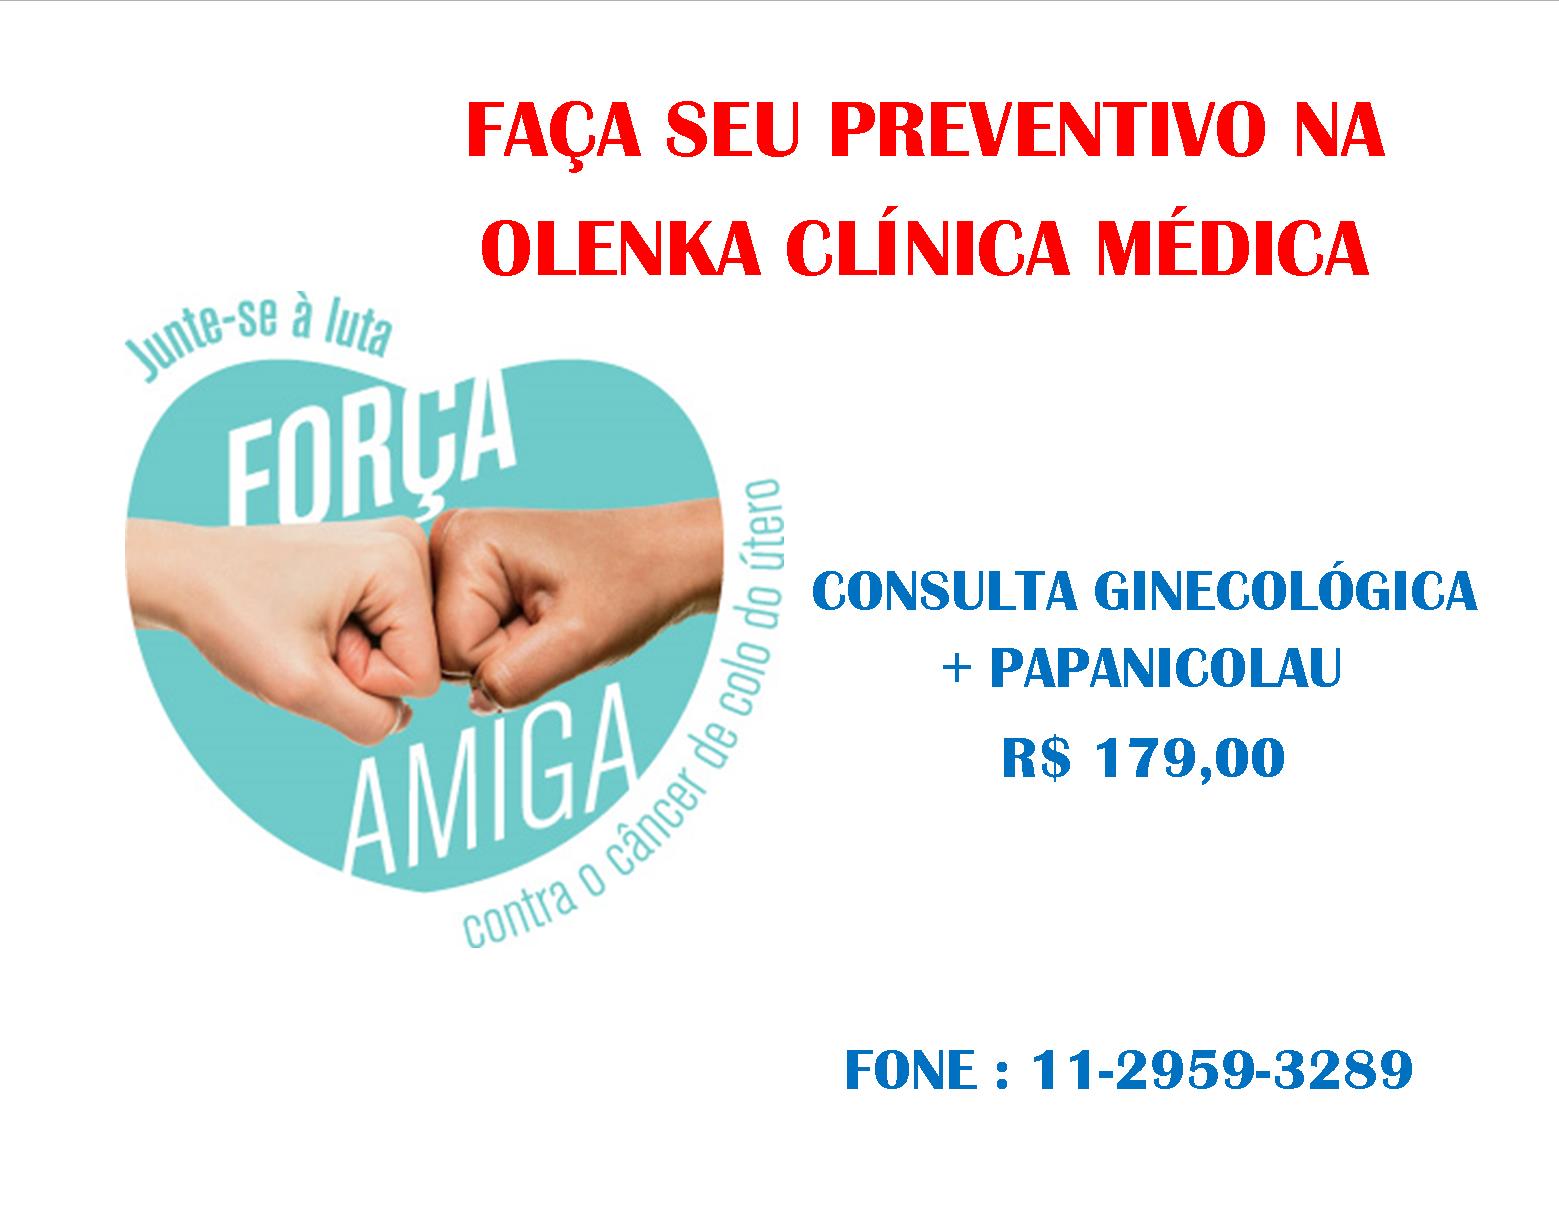 FAÇA SEU PREVENTIVO NA
OLENKA CLÍNICA MÉDICA
Junte-se à luta
FORÇA
AMIGA
contra o câncer de colo do útero
CONSULTA GINECOLÓGICA
+ PAPANICOLAU
R$ 179,00
FONE : 11-2959-3289